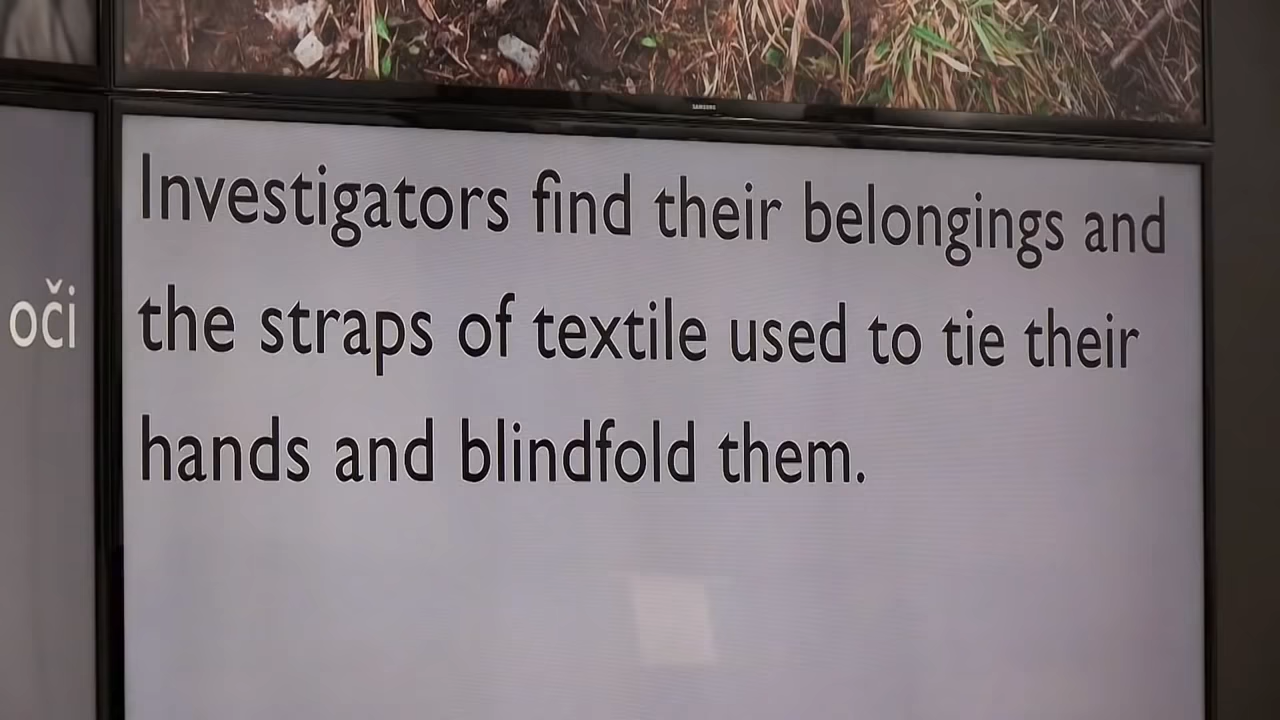 SAMSUNG
Investigators find their belongings and
the straps of textile used to tie their
hands and blindfold them.
oči